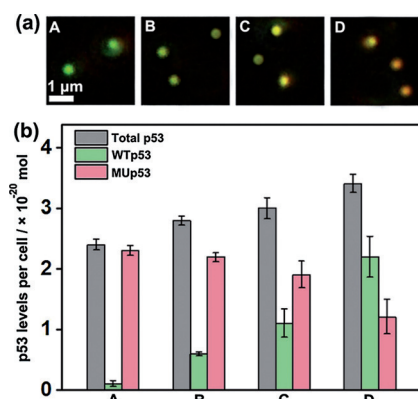 (a)
A B C D
1 µm
(b)
Total p53
WTp53
MUp53
p53 levels per cell / × 10⁻²⁰ mol
4
3
2
1
0
A B C D